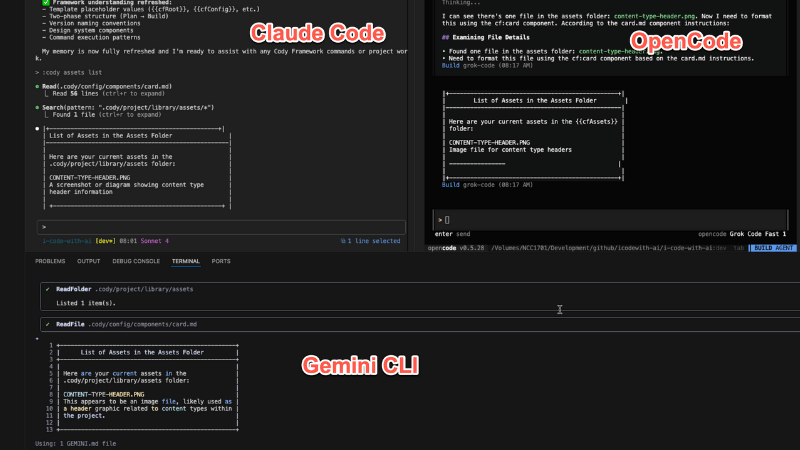 ✅ Framework understanding refreshed:
- Template placeholder values ({{cfRoot}}, {{cfConfig}}, etc.)
- Two-phase structure (Plan → Build)
- Version naming conventions
- Design system components
- Command execution patterns
My memory is now fully refreshed and I'm ready to assist with any Cody Framework commands or project wor
k.
> :cody assets list
Read(.cody/config/components/card.md)
Read 56 lines (ctrl+r to expand)
Search(pattern: ".cody/project/library/assets/*")
Found 1 file (ctrl+r to expand)
List of Assets in the Assets Folder
Here are your current assets in the
.cody/project/library/assets folder:
CONTENT-TYPE-HEADER.PNG
A screenshot or diagram showing content type
header information
>
i-code-with-ai [dev*] 08:01 Sonnet 4
1 line selected
Claude Code
Thinking...
I can see there's one file in the assets folder: content-type-header.png. Now I need to format
this using the cf:card component. According to the card.md component instructions:
## Examining File Details
• Found one file in the assets folder: content-type-header.png.
• Need to format this file using the cf:card component based on the card.md instructions.
Build grok-code (08:17 AM)
OpenCode
List of Assets in the Assets Folder
Here are your current assets in the {{cfAssets}}
folder:
CONTENT-TYPE-HEADER.PNG
Image file for content type headers
Build grok-code (08:17 AM)
>
enter send
opencode Grok Code Fast 1
opencode v0.5.28 /Volumes/NCC1701/Development/github/icodewith-ai/i-code-with-ai:dev tab BUILD AGENT
PROBLEMS OUTPUT DEBUG CONSOLE TERMINAL PORTS
✓ ReadFolder .cody/project/library/assets
Listed 1 item(s).
✓ ReadFile .cody/config/components/card.md
1
2 List of Assets in the Assets Folder
3
4
5 Here are your current assets in the
6 .cody/project/library/assets folder:
7
8 CONTENT-TYPE-HEADER.PNG
9 This appears to be an image file, likely used as
10 a header graphic related to content types within
11 the project.
12
13
Using: 1 GEMINI.md file
Gemini CLI